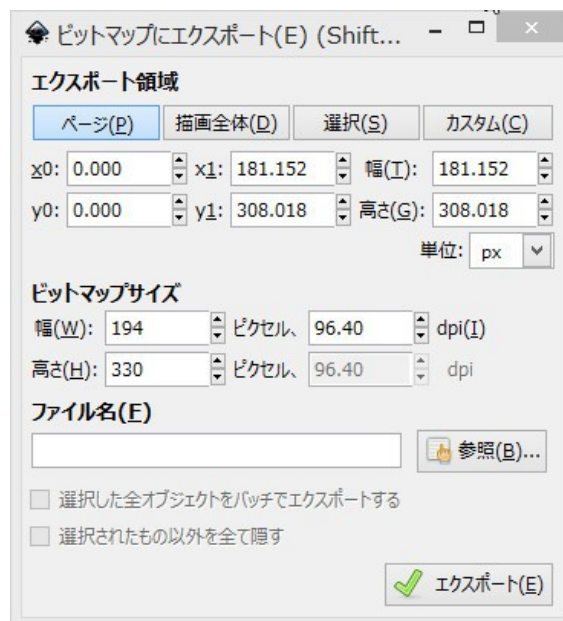 ビットマップにエクスポート(E) (Shift...
エクスポート領域
ページ(P) 描画全体(D) 選択(S) カスタム(C)
x0: 0.000 x1: 181.152 幅(T): 181.152
y0: 0.000 y1: 308.018 高さ(G): 308.018
単位: px
ビットマップサイズ
幅(W): 194 ピクセル、 96.40 dpi(I)
高さ(H): 330 ピクセル、 96.40 dpi
ファイル名(F)
参照(B)...
選択した全オブジェクトをバッチでエクスポートする
選択されたもの以外を全て隠す
エクスポート(E)